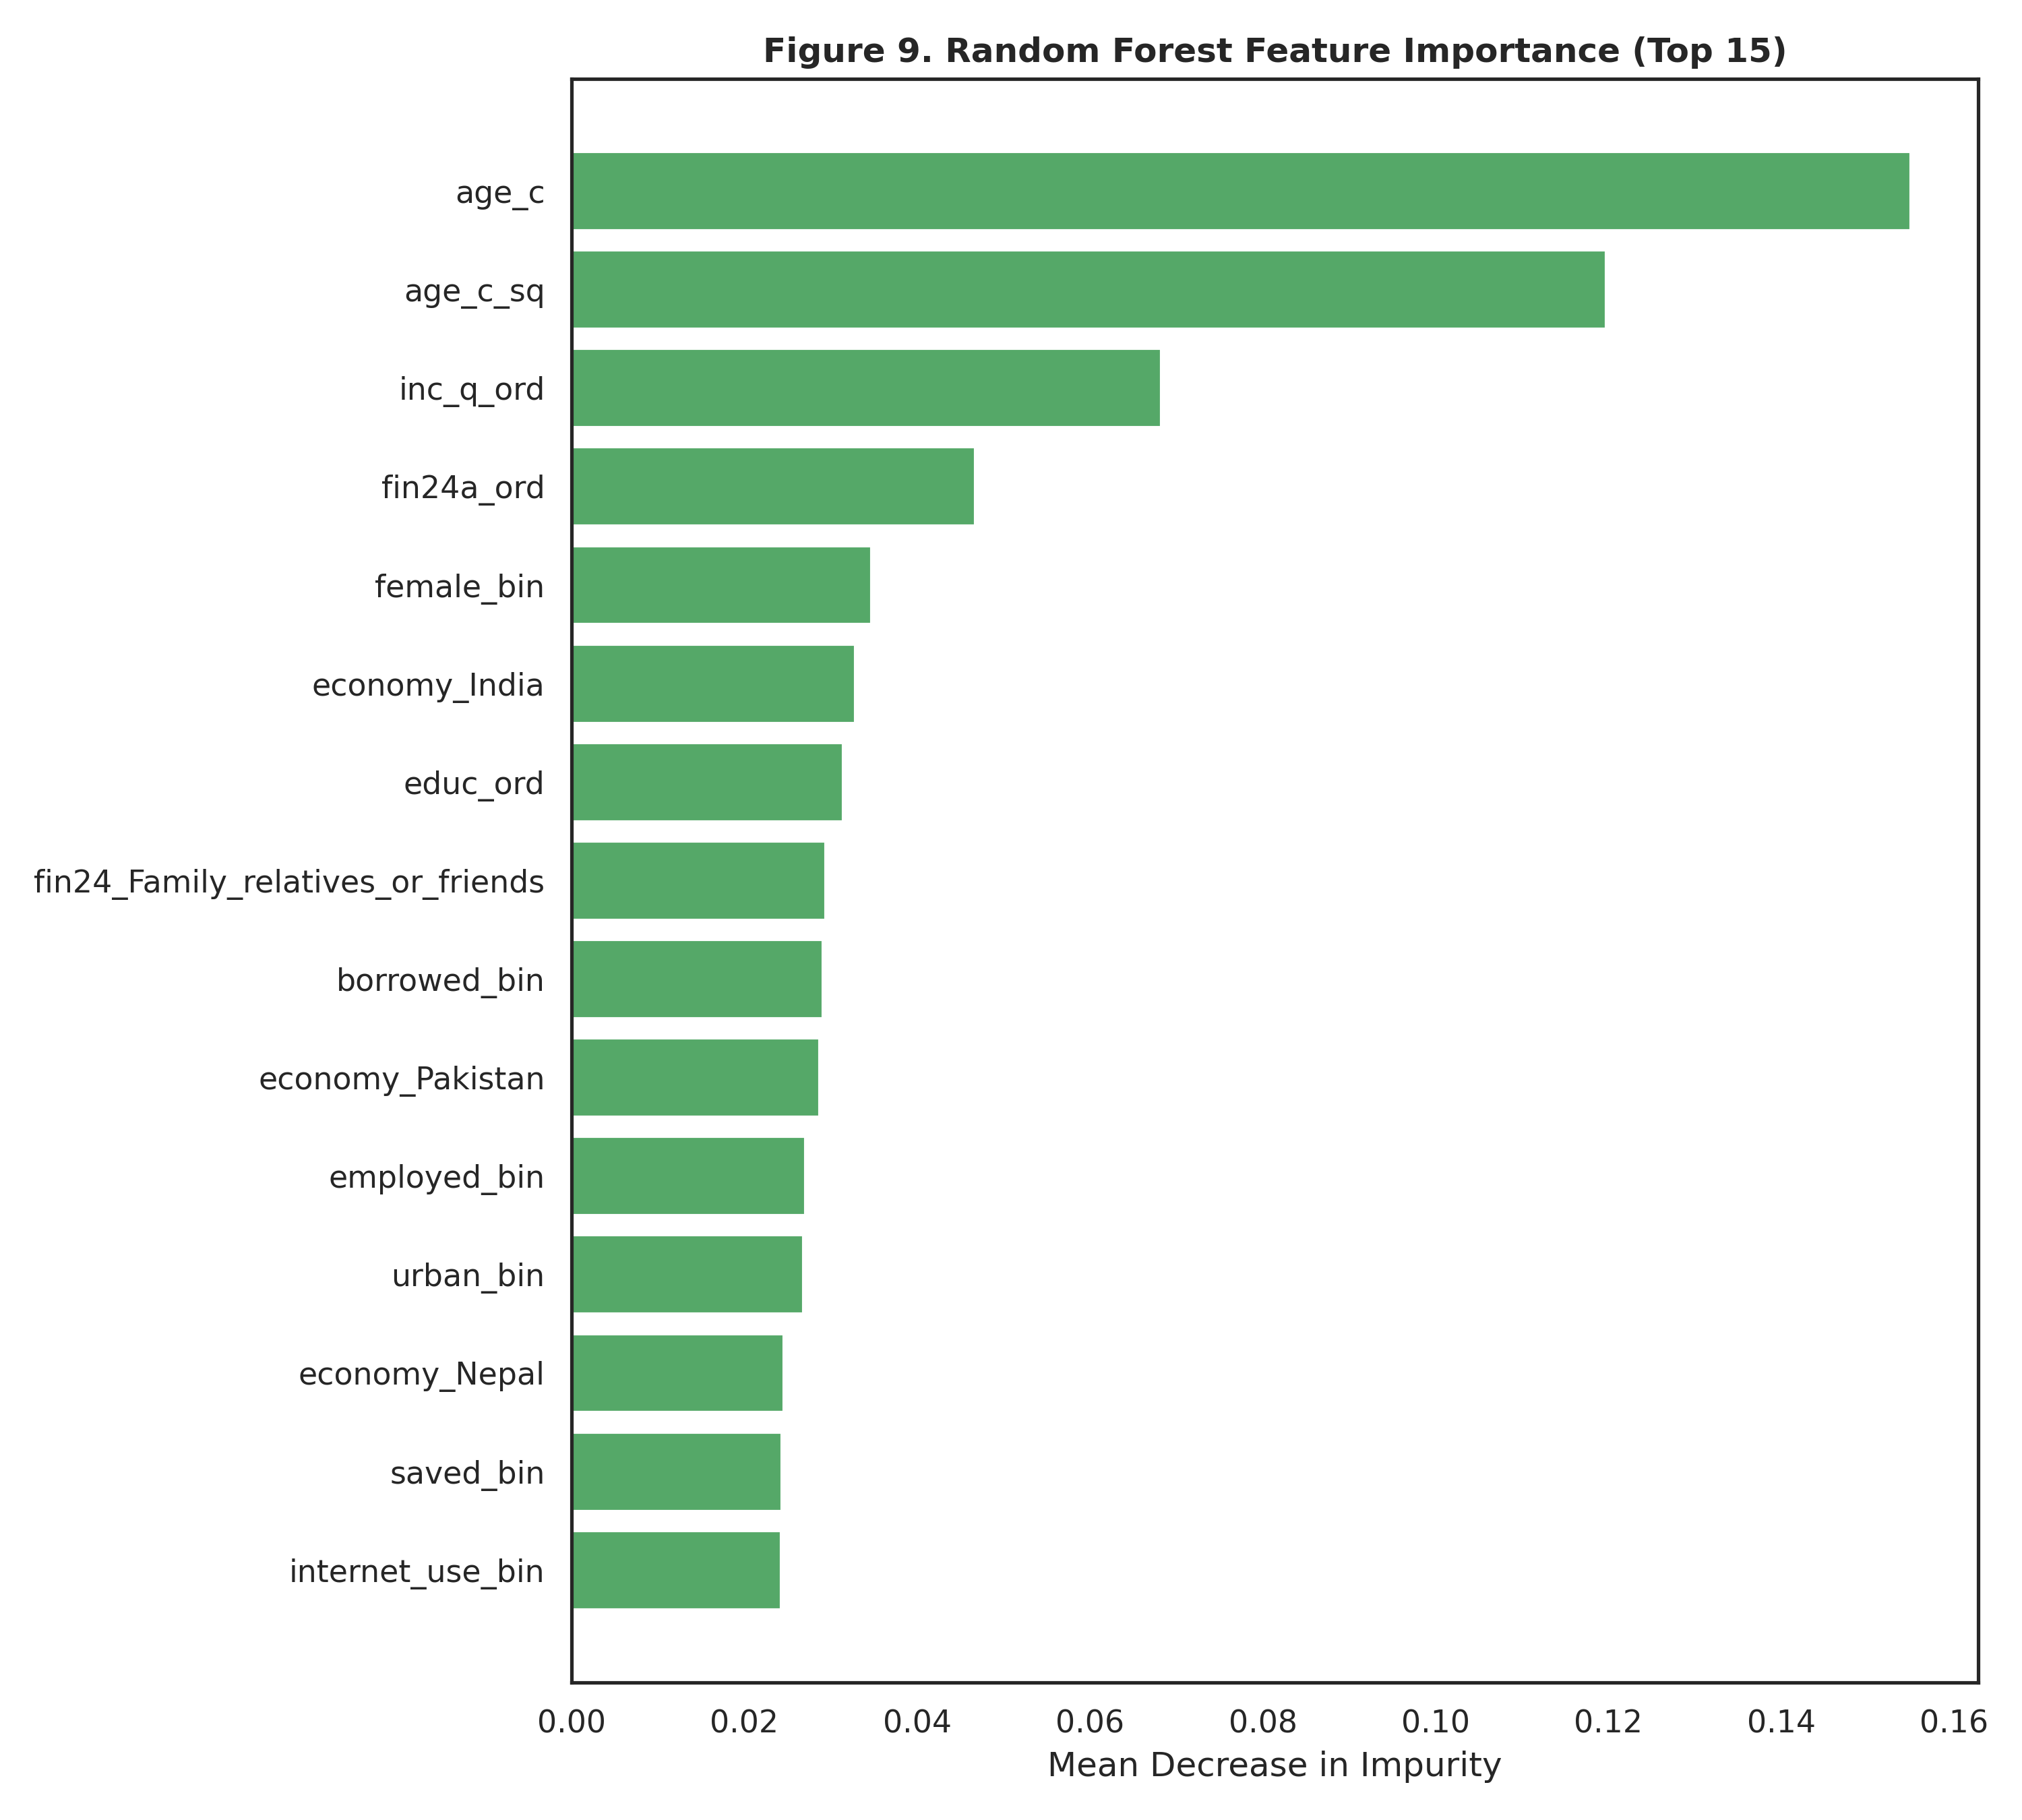 Figure 9. Random Forest Feature Importance (Top 15)
age_c
age_c_sq
inc_q_ord
fin24a_ord
female_bin
economy_India
educ_ord
fin24_Family_relatives_or_friends
borrowed_bin
economy_Pakistan
employed_bin
urban_bin
economy_Nepal
saved_bin
internet_use_bin
0.00 0.02 0.04 0.06 0.08 0.10 0.12 0.14 0.16
Mean Decrease in Impurity